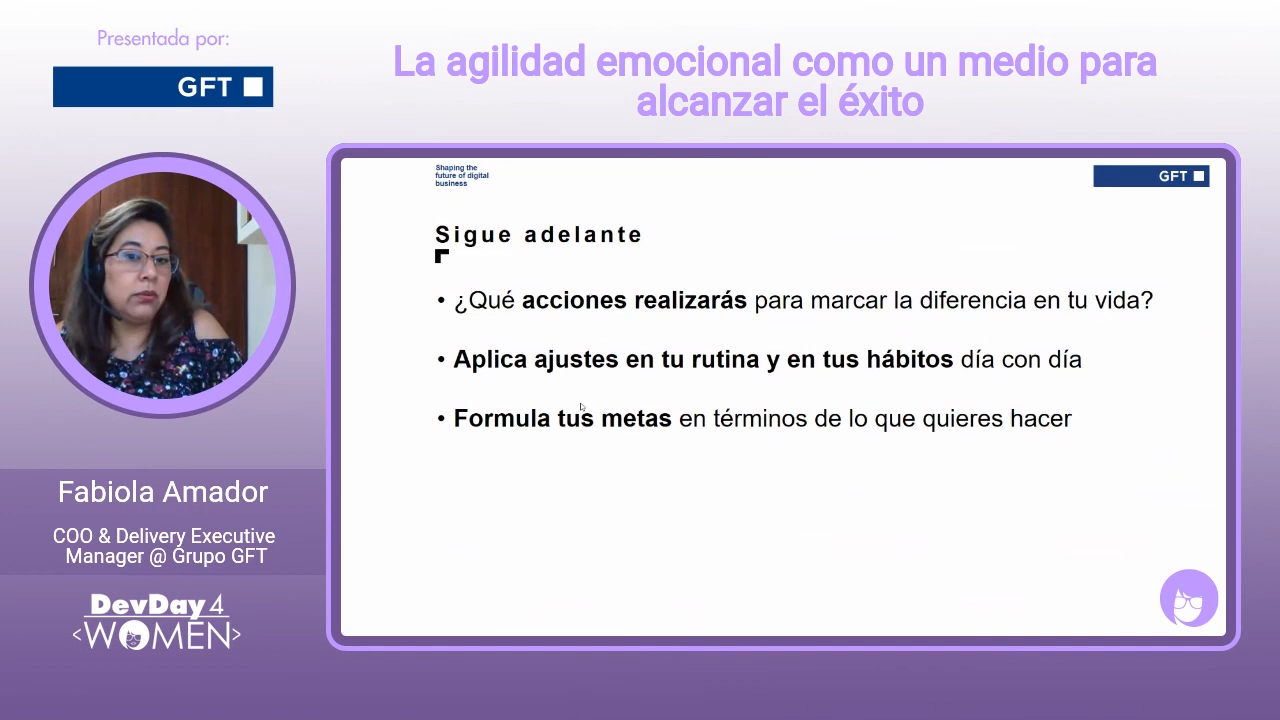 Presentada por:
GFT
La agilidad emocional como un medio para
alcanzar el éxito
Shaping the
future of digital
business
GFT
Sigue adelante
• ¿Qué acciones realizarás para marcar la diferencia en tu vida?
• Aplica ajustes en tu rutina y en tus hábitos día con día
• Formula tus metas en términos de lo que quieres hacer
Fabiola Amador
COO & Delivery Executive
Manager @ Grupo GFT
DevDay 4
<WOMEN>